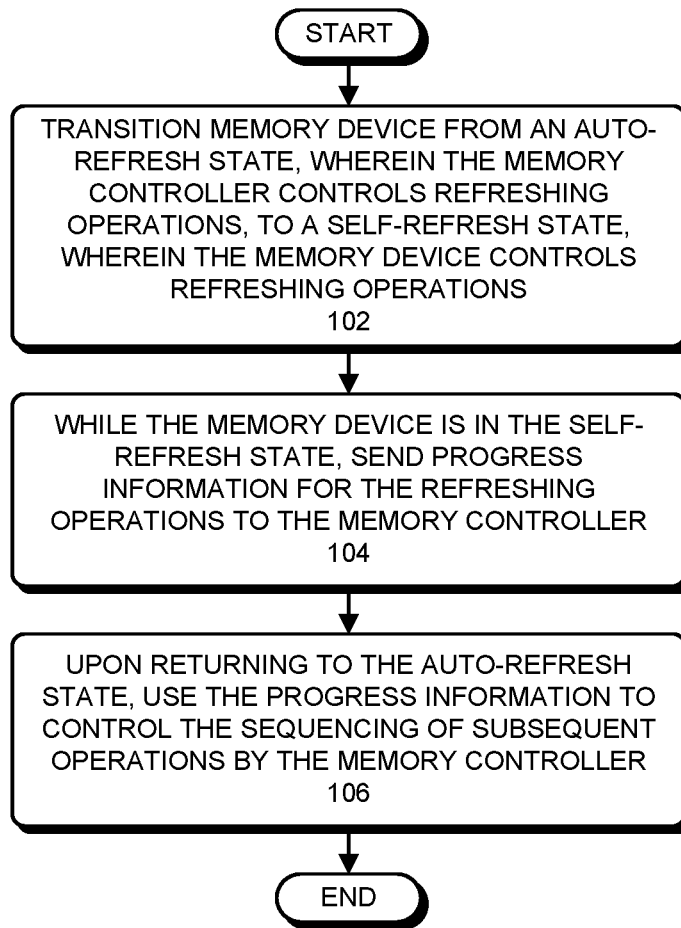 START
TRANSITION MEMORY DEVICE FROM AN AUTO-
REFRESH STATE, WHEREIN THE MEMORY
CONTROLLER CONTROLS REFRESHING
OPERATIONS, TO A SELF-REFRESH STATE,
WHEREIN THE MEMORY DEVICE CONTROLS
REFRESHING OPERATIONS
102
WHILE THE MEMORY DEVICE IS IN THE SELF-
REFRESH STATE, SEND PROGRESS
INFORMATION FOR THE REFRESHING
OPERATIONS TO THE MEMORY CONTROLLER
104
UPON RETURNING TO THE AUTO-REFRESH
STATE, USE THE PROGRESS INFORMATION TO
CONTROL THE SEQUENCING OF SUBSEQUENT
OPERATIONS BY THE MEMORY CONTROLLER
106
END